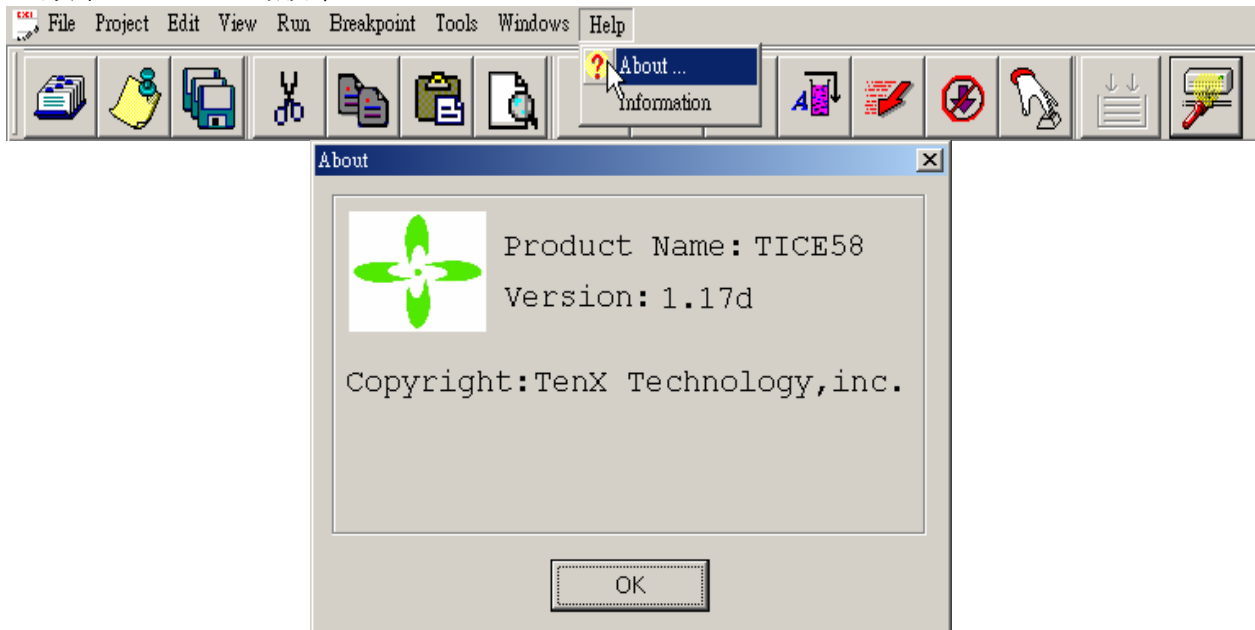 File Project Edit View Run Breakpoint Tools Windows Help
About ...
Information
About
Product Name: TICE58
Version: 1.17d
Copyright:TenX Technology,inc.
OK